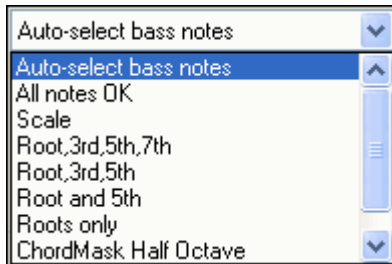 Auto-select bass notes
Auto-select bass notes
All notes OK
Scale
Root,3rd,5th,7th
Root,3rd,5th
Root and 5th
Roots only
ChordMask Half Octave